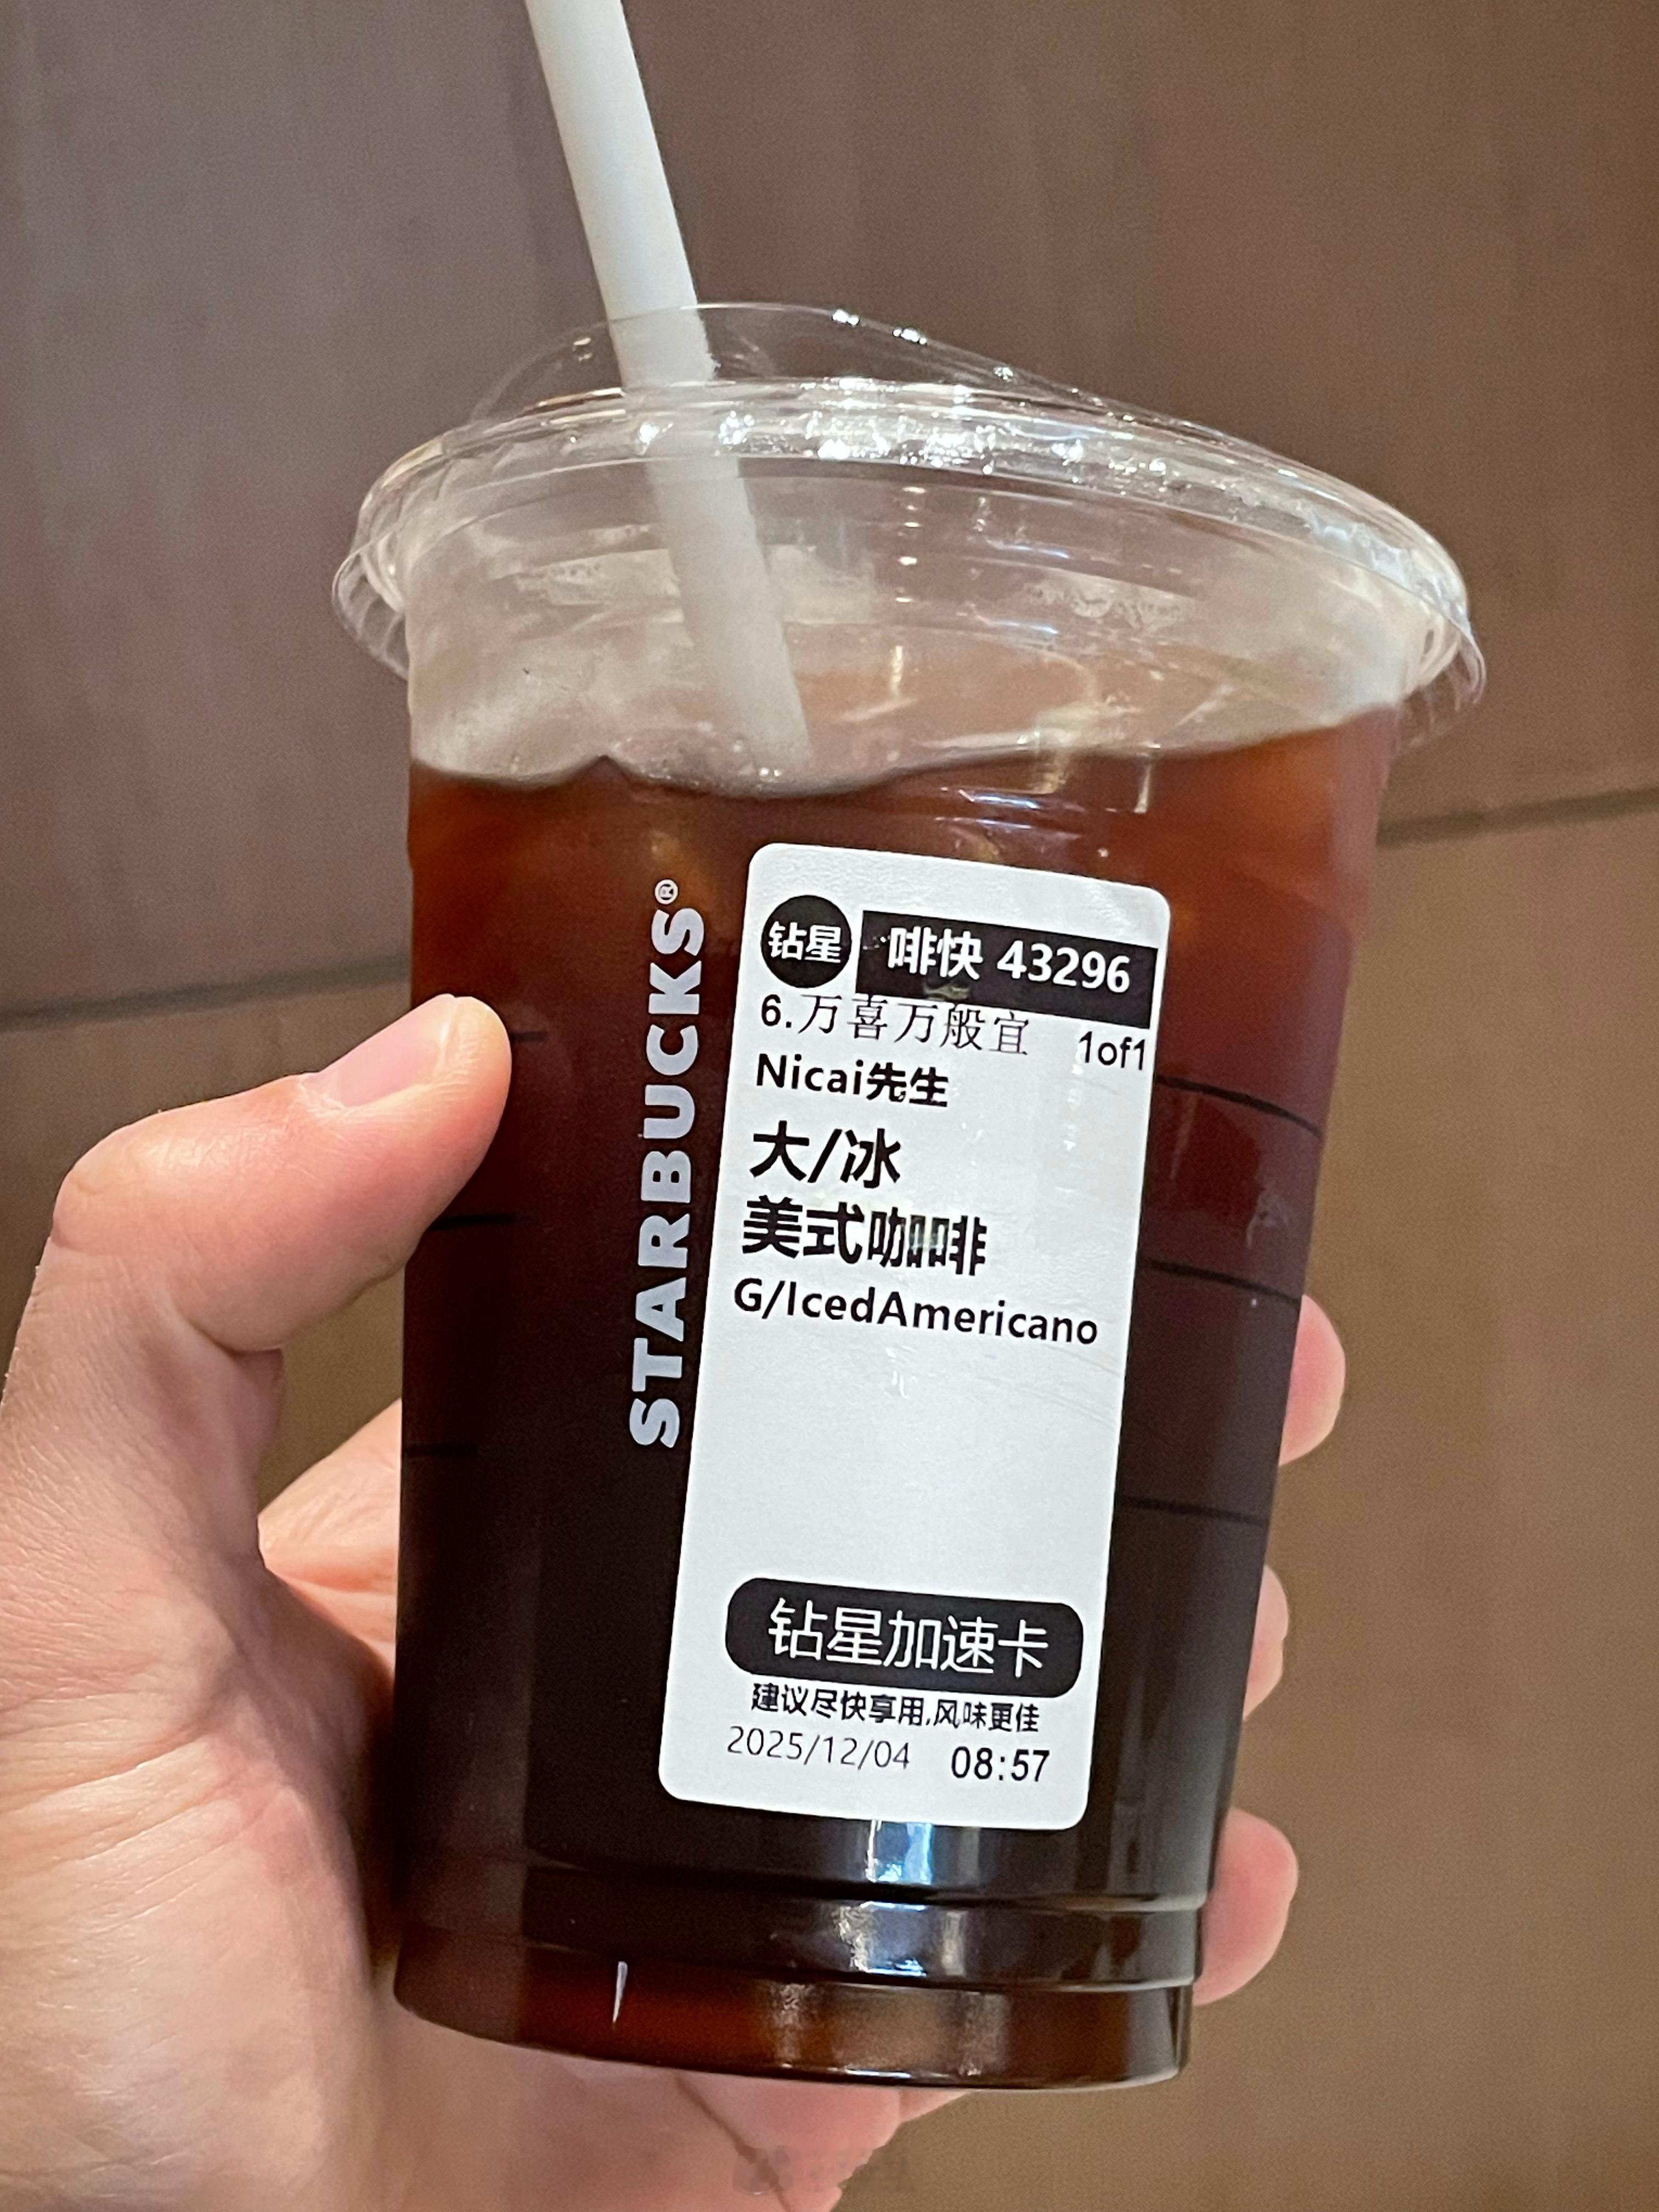 STARBUCKS®
钻星 啡快 43296
6.万喜万般宜 1of1
Nicai先生
大/冰
美式咖啡
G/IcedAmericano
钻星加速卡
建议尽快享用,风味更佳
2025/12/04 08:57